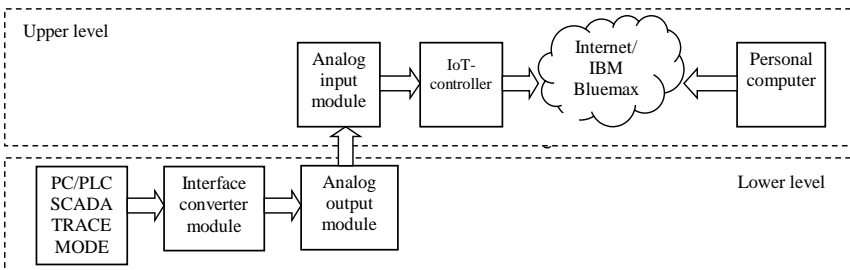 Upper level
Analog
input
module
IoT-
controller
Internet/
IBM
Bluemax
Personal
computer
PC/PLC
SCADA
TRACE
MODE
Interface
converter
module
Analog
output
module
Lower level